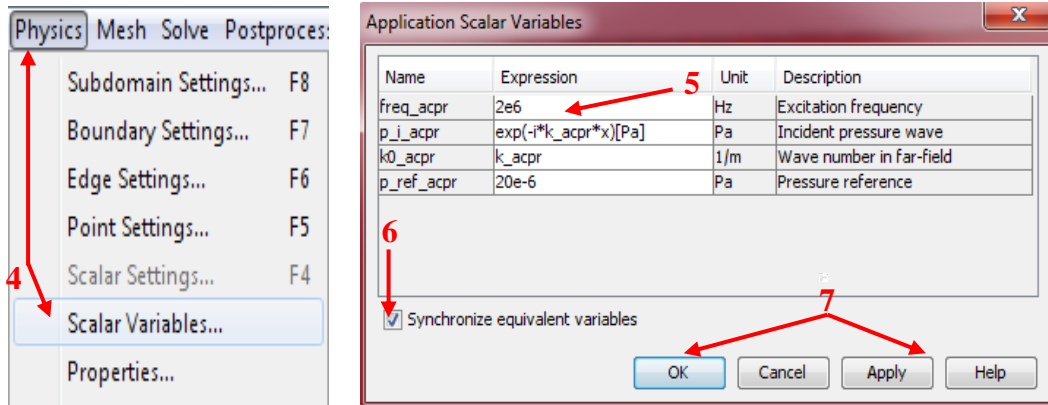 Physics Mesh Solve Postproces
Subdomain Settings... F8
Boundary Settings... F7
Edge Settings... F6
Point Settings... F5
Scalar Settings... F4
4
Scalar Variables...
Properties...
Application Scalar Variables
Name Expression Unit Description
5
freq_acpr 2e6 Hz Excitation frequency
p_i_acpr exp(-i*k_acpr*x)[Pa] Pa Incident pressure wave
k0_acpr k_acpr 1/m Wave number in far-field
p_ref_acpr 20e-6 Pa Pressure reference
6
7
Synchronize equivalent variables
OK Cancel Apply Help